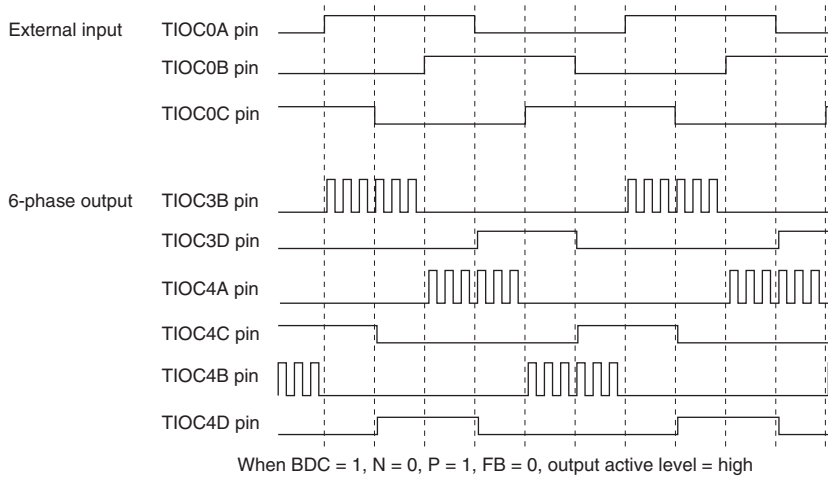 External input TIOC0A pin
TIOC0B pin
TIOC0C pin
6-phase output TIOC3B pin
TIOC3D pin
TIOC4A pin
TIOC4C pin
TIOC4B pin
TIOC4D pin
When BDC = 1, N = 0, P = 1, FB = 0, output active level = high